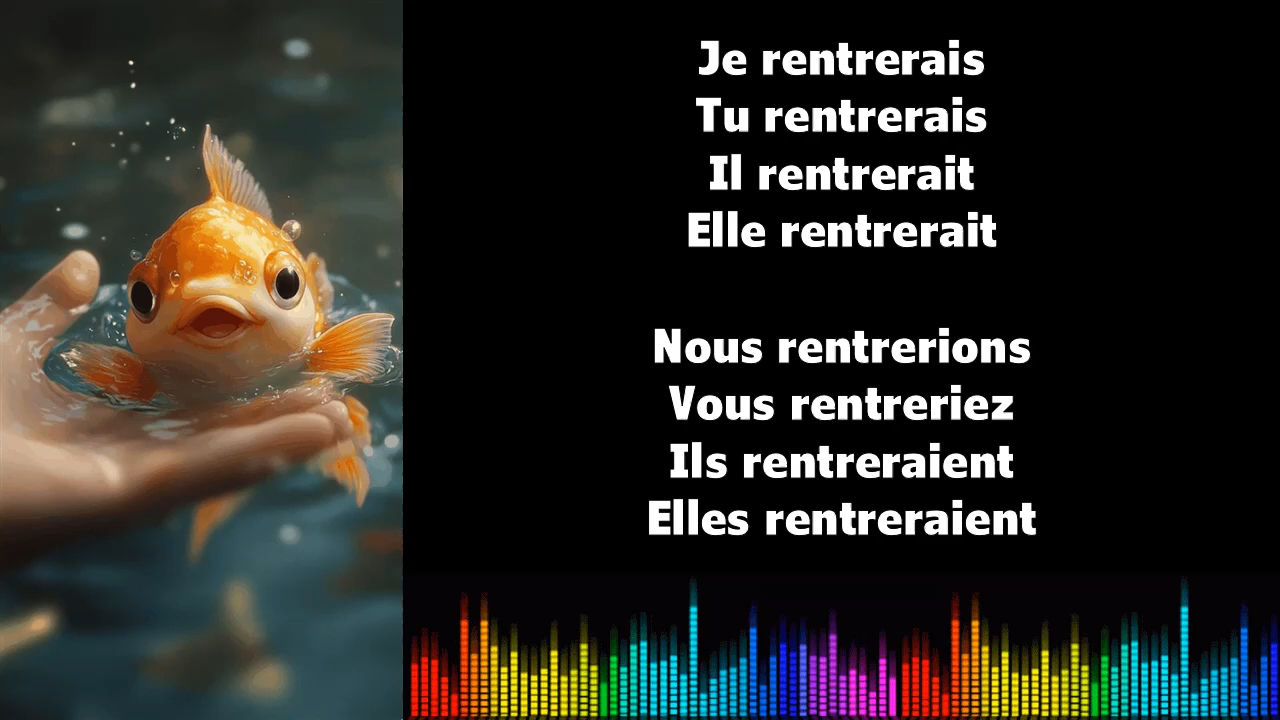 Je rentrerais
Tu rentrerais
Il rentrerait
Elle rentrerait
Nous rentrerions
Vous rentreriez
Ils rentreraient
Elles rentreraient